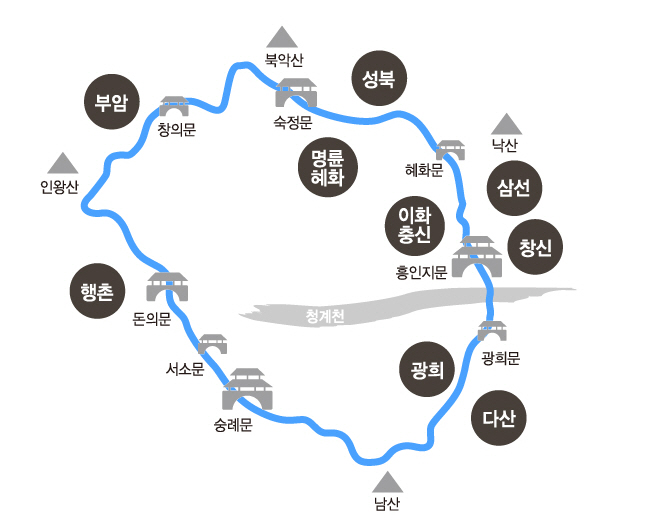 북악산
성북
부암
숙정문
창의문
낙산
명륜
혜화
혜화문
인왕산
삼선
이화
충신
창신
흥인지문
행촌
청계천
돈의문
광희문
서소문
광희
다산
숭례문
남산